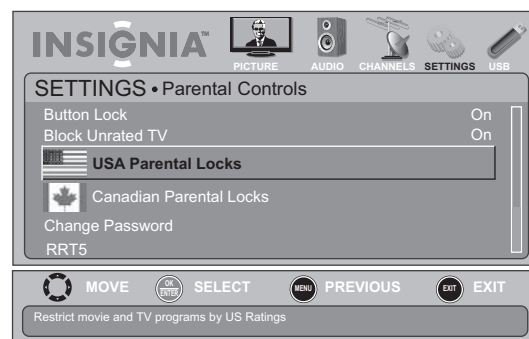 INSIGNIA™
PICTURE AUDIO CHANNELS SETTINGS USB
SETTINGS • Parental Controls
Button Lock On
Block Unrated TV On
USA Parental Locks
Canadian Parental Locks
Change Password
RRT5
MOVE OK ENTER SELECT MENU PREVIOUS EXIT EXIT
Restrict movie and TV programs by US Ratings